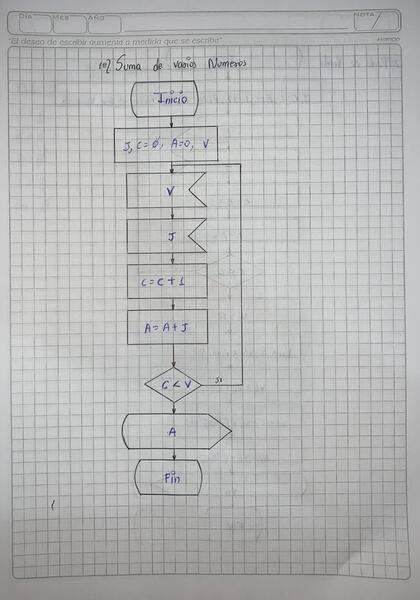 DÍA MES AÑO NOTA
"El deseo de escribir aumenta a medida que se escribe"
10) Suma de varios Numeros
Inicio
J, C=0, A=0, V
V
J
C=C+1
A=A+J
C<V
si
A
Fin